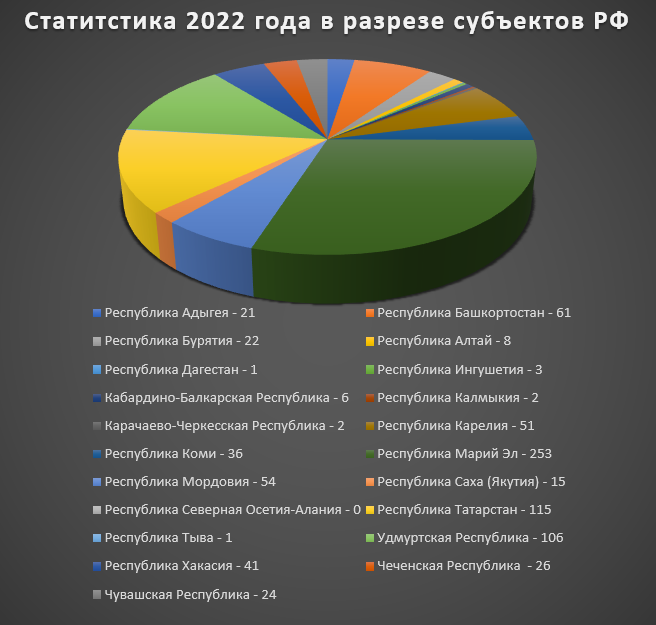 Статитстика 2022 года в разрезе субъектов РФ
Республика Адыгея - 21
Республика Башкортостан - 61
Республика Бурятия - 22
Республика Алтай - 8
Республика Дагестан - 1
Республика Ингушетия - 3
Кабардино-Балкарская Республика - 6
Республика Калмыкия - 2
Карачаево-Черкесская Республика - 2
Республика Карелия - 51
Республика Коми - 36
Республика Марий Эл - 253
Республика Мордовия - 54
Республика Саха (Якутия) - 15
Республика Северная Осетия-Алания - 0
Республика Татарстан - 115
Республика Тыва - 1
Удмуртская Республика - 106
Республика Хакасия - 41
Чеченская Республика - 26
Чувашская Республика - 24